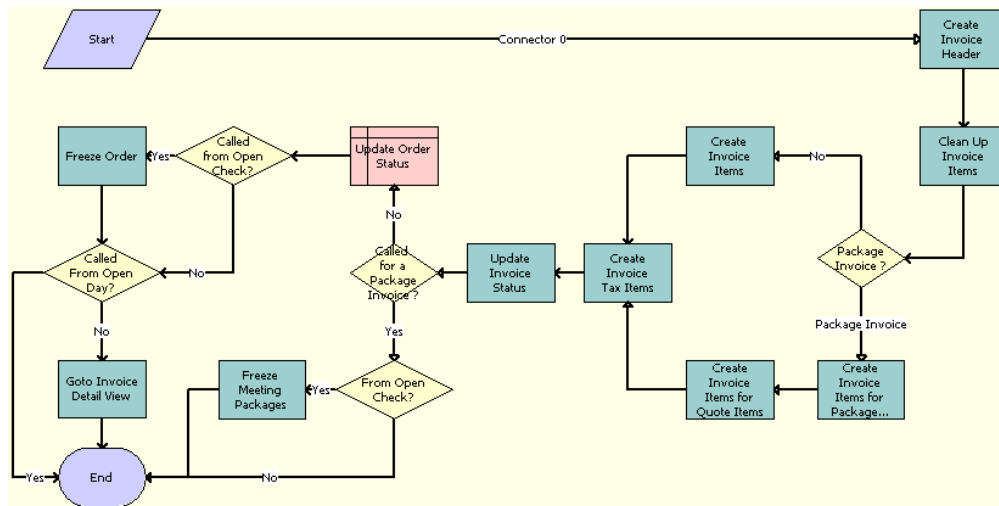 Start
Connector 0
Create
Invoice
Header
Freeze Order
Yes
Called
from Open
Check?
Update Order
Status
Create
Invoice
Items
No
Clean Up
Invoice
Items
No
Called
From Open
Day?
No
Called
for a
Package
Invoice ?
Update
Invoice
Status
Create
Invoice
Tax Items
Package
Invoice ?
No
Yes
Package Invoice
Goto Invoice
Detail View
Freeze
Meeting
Packages
Yes
From Open
Check?
Create
Invoice
Items for
Quote Items
Create
Invoice
Items for
Package...
Yes
End
No